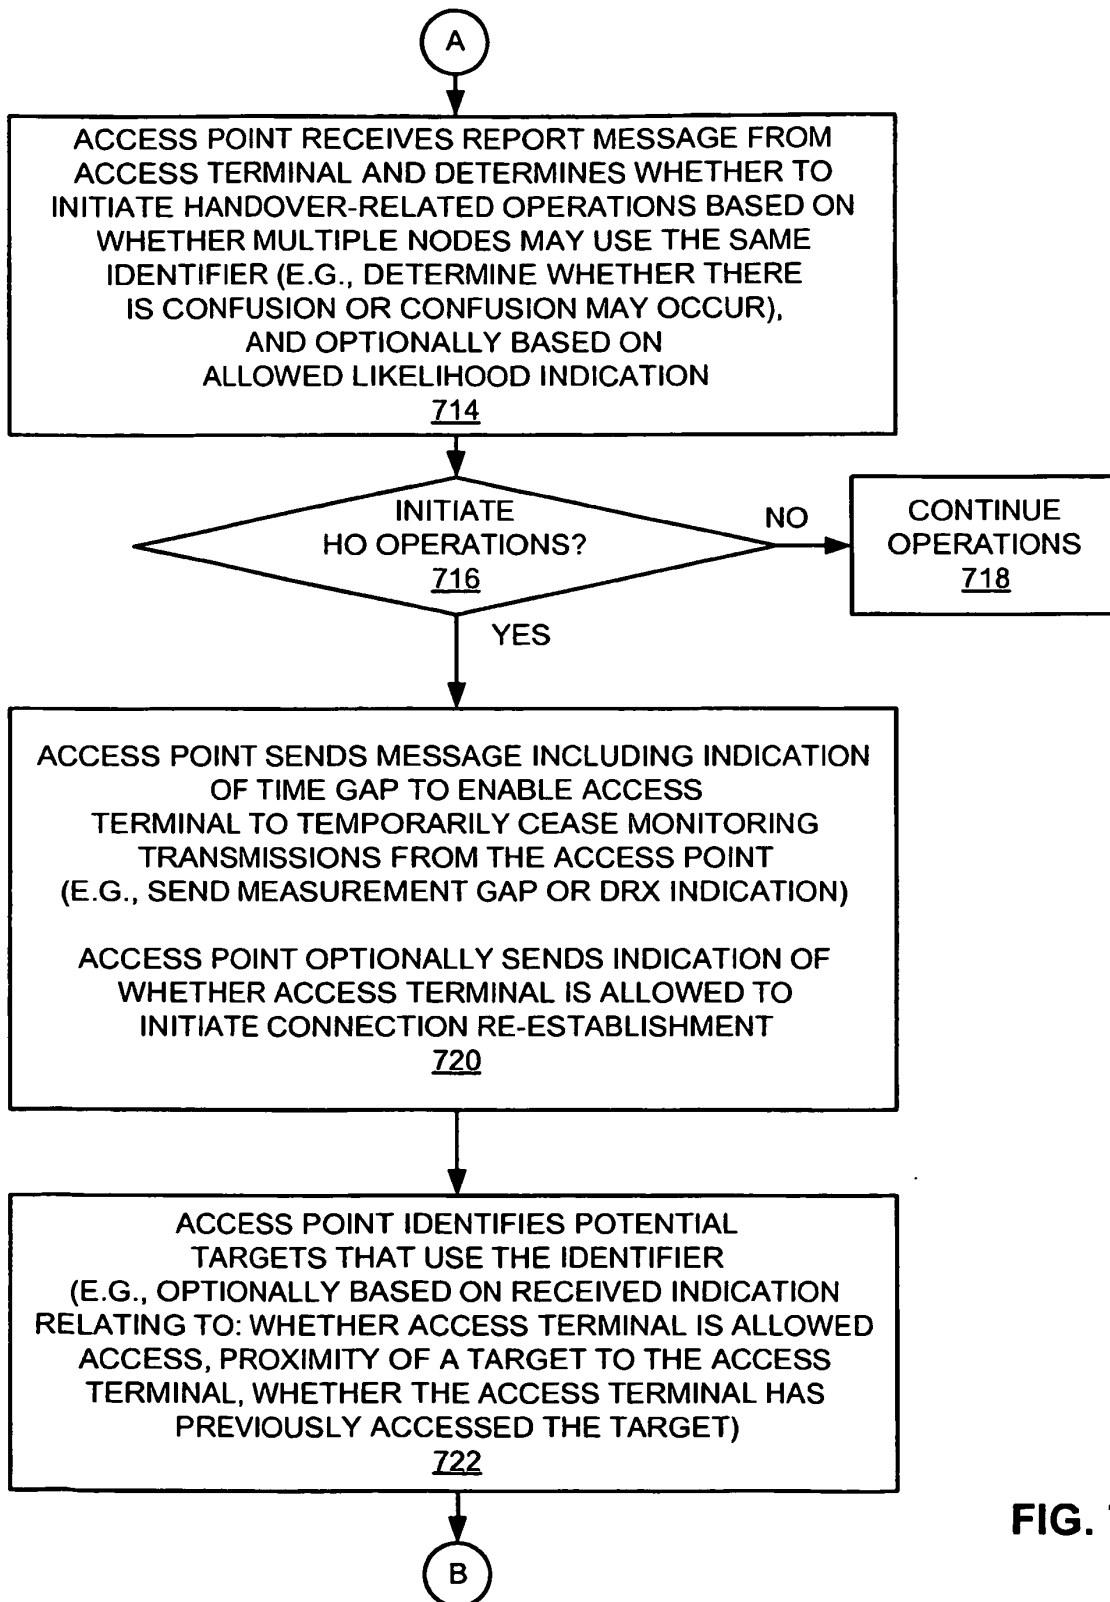 A
ACCESS POINT RECEIVES REPORT MESSAGE FROM
ACCESS TERMINAL AND DETERMINES WHETHER TO
INITIATE HANDOVER-RELATED OPERATIONS BASED ON
WHETHER MULTIPLE NODES MAY USE THE SAME
IDENTIFIER (E.G., DETERMINE WHETHER THERE
IS CONFUSION OR CONFUSION MAY OCCUR),
AND OPTIONALLY BASED ON
ALLOWED LIKELIHOOD INDICATION
714
INITIATE
HO OPERATIONS?
716
NO
CONTINUE
OPERATIONS
718
YES
ACCESS POINT SENDS MESSAGE INCLUDING INDICATION
OF TIME GAP TO ENABLE ACCESS
TERMINAL TO TEMPORARILY CEASE MONITORING
TRANSMISSIONS FROM THE ACCESS POINT
(E.G., SEND MEASUREMENT GAP OR DRX INDICATION)
ACCESS POINT OPTIONALLY SENDS INDICATION OF
WHETHER ACCESS TERMINAL IS ALLOWED TO
INITIATE CONNECTION RE-ESTABLISHMENT
720
ACCESS POINT IDENTIFIES POTENTIAL
TARGETS THAT USE THE IDENTIFIER
(E.G., OPTIONALLY BASED ON RECEIVED INDICATION
RELATING TO: WHETHER ACCESS TERMINAL IS ALLOWED
ACCESS, PROXIMITY OF A TARGET TO THE ACCESS
TERMINAL, WHETHER THE ACCESS TERMINAL HAS
PREVIOUSLY ACCESSED THE TARGET)
722
FIG.
B